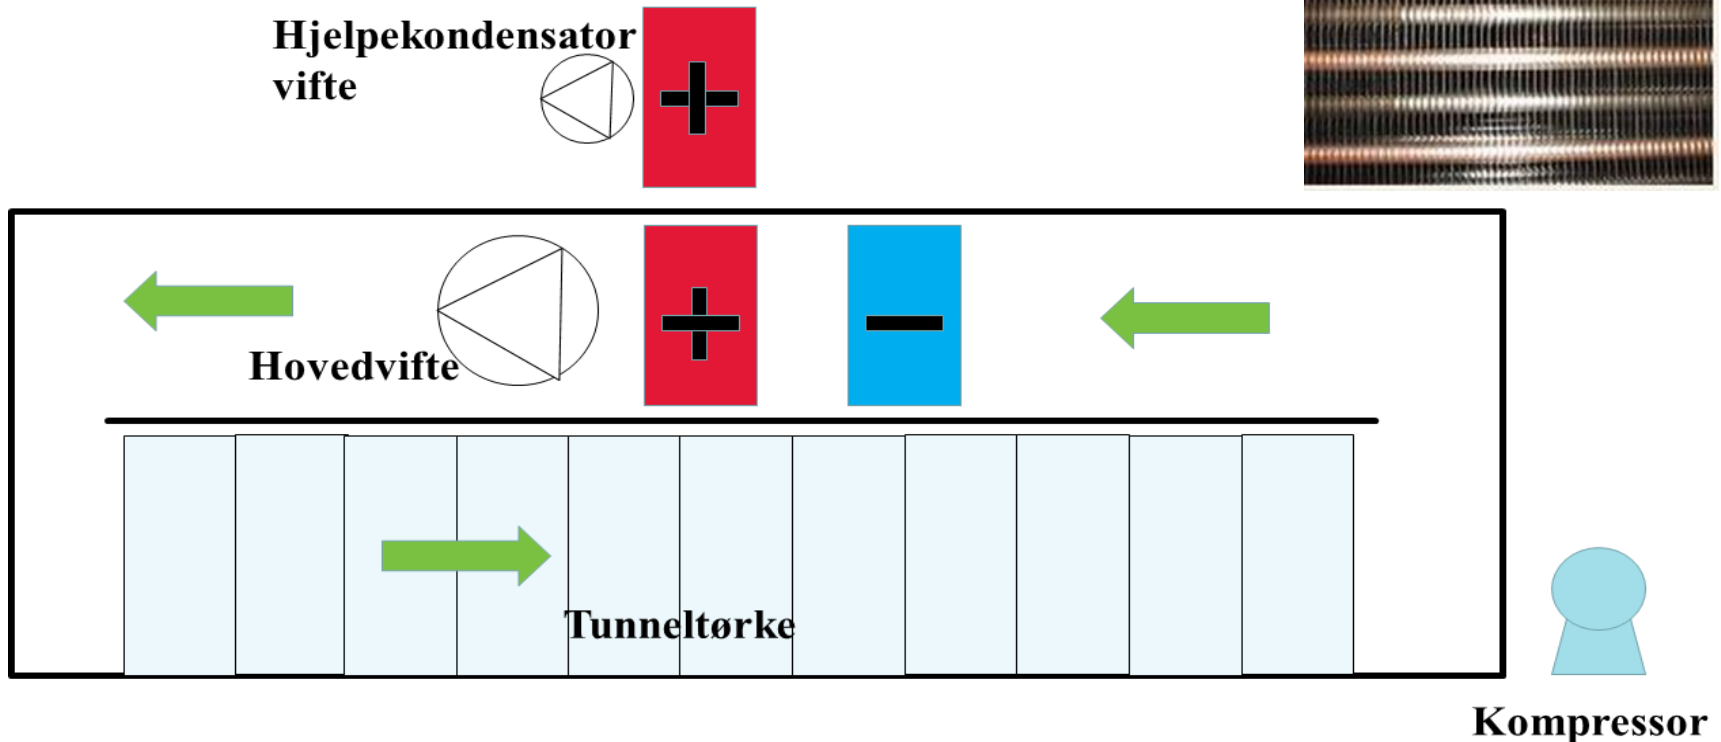 Hjelpekondensator
vifte
Hovedvifte
Tunneltørke
Kompressor